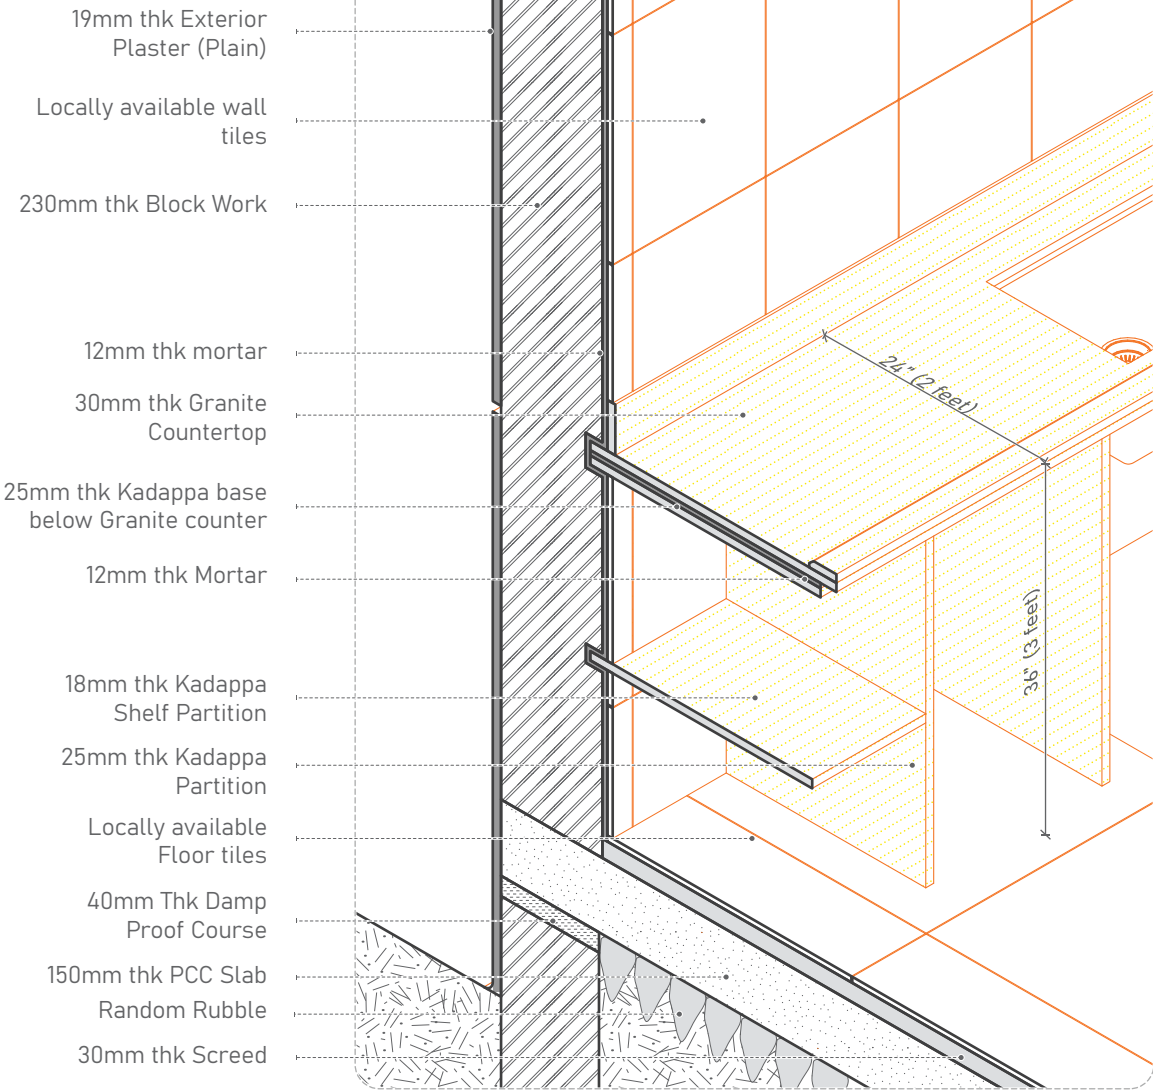 19mm thk Exterior
Plaster (Plain)
Locally available wall
tiles
230mm thk Block Work
12mm thk mortar
30mm thk Granite
Countertop
25mm thk Kadappa base
below Granite counter
12mm thk Mortar
18mm thk Kadappa
Shelf Partition
25mm thk Kadappa
Partition
Locally available
Floor tiles
40mm Thk Damp
Proof Course
150mm thk PCC Slab
Random Rubble
30mm thk Screed
24" (2 feet)
36" (3 feet)